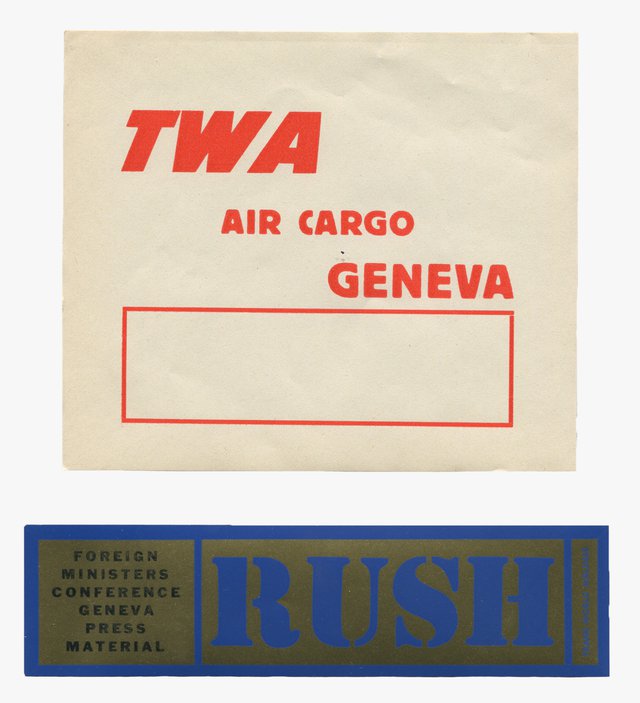 TWA
AIR CARGO
GENEVA
FOREIGN
MINISTERS
CONFERENCE
GENEVA
PRESS
MATERIAL
RUSH